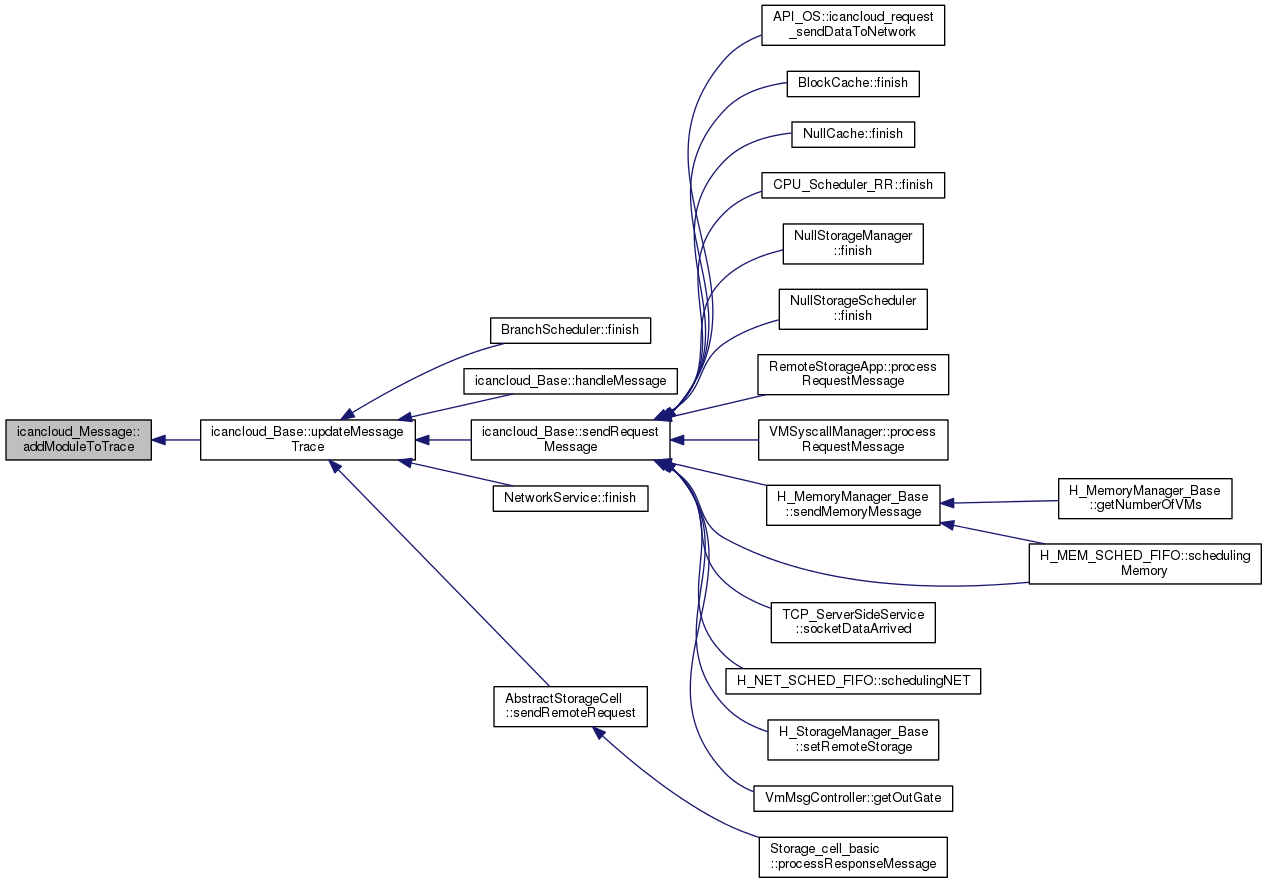 API_OS::icancloud_request
_sendDataToNetwork
BlockCache::finish
NullCache::finish
CPU_Scheduler_RR::finish
NullStorageManager
::finish
NullStorageScheduler
::finish
BranchScheduler::finish
RemoteStorageApp::process
RequestMessage
icancloud_Base::handleMessage
icancloud_Message::
addModuleToTrace
icancloud_Base::updateMessage
Trace
icancloud_Base::sendRequest
Message
VMSyscallManager::process
RequestMessage
NetworkService::finish
H_MemoryManager_Base
::sendMemoryMessage
H_MemoryManager_Base
::getNumberOfVMs
H_MEM_SCHED_FIFO::scheduling
Memory
TCP_ServerSideService
::socketDataArrived
H_NET_SCHED_FIFO::schedulingNET
AbstractStorageCell
::sendRemoteRequest
H_StorageManager_Base
::setRemoteStorage
VmMsgController::getOutGate
Storage_cell_basic
::processResponseMessage